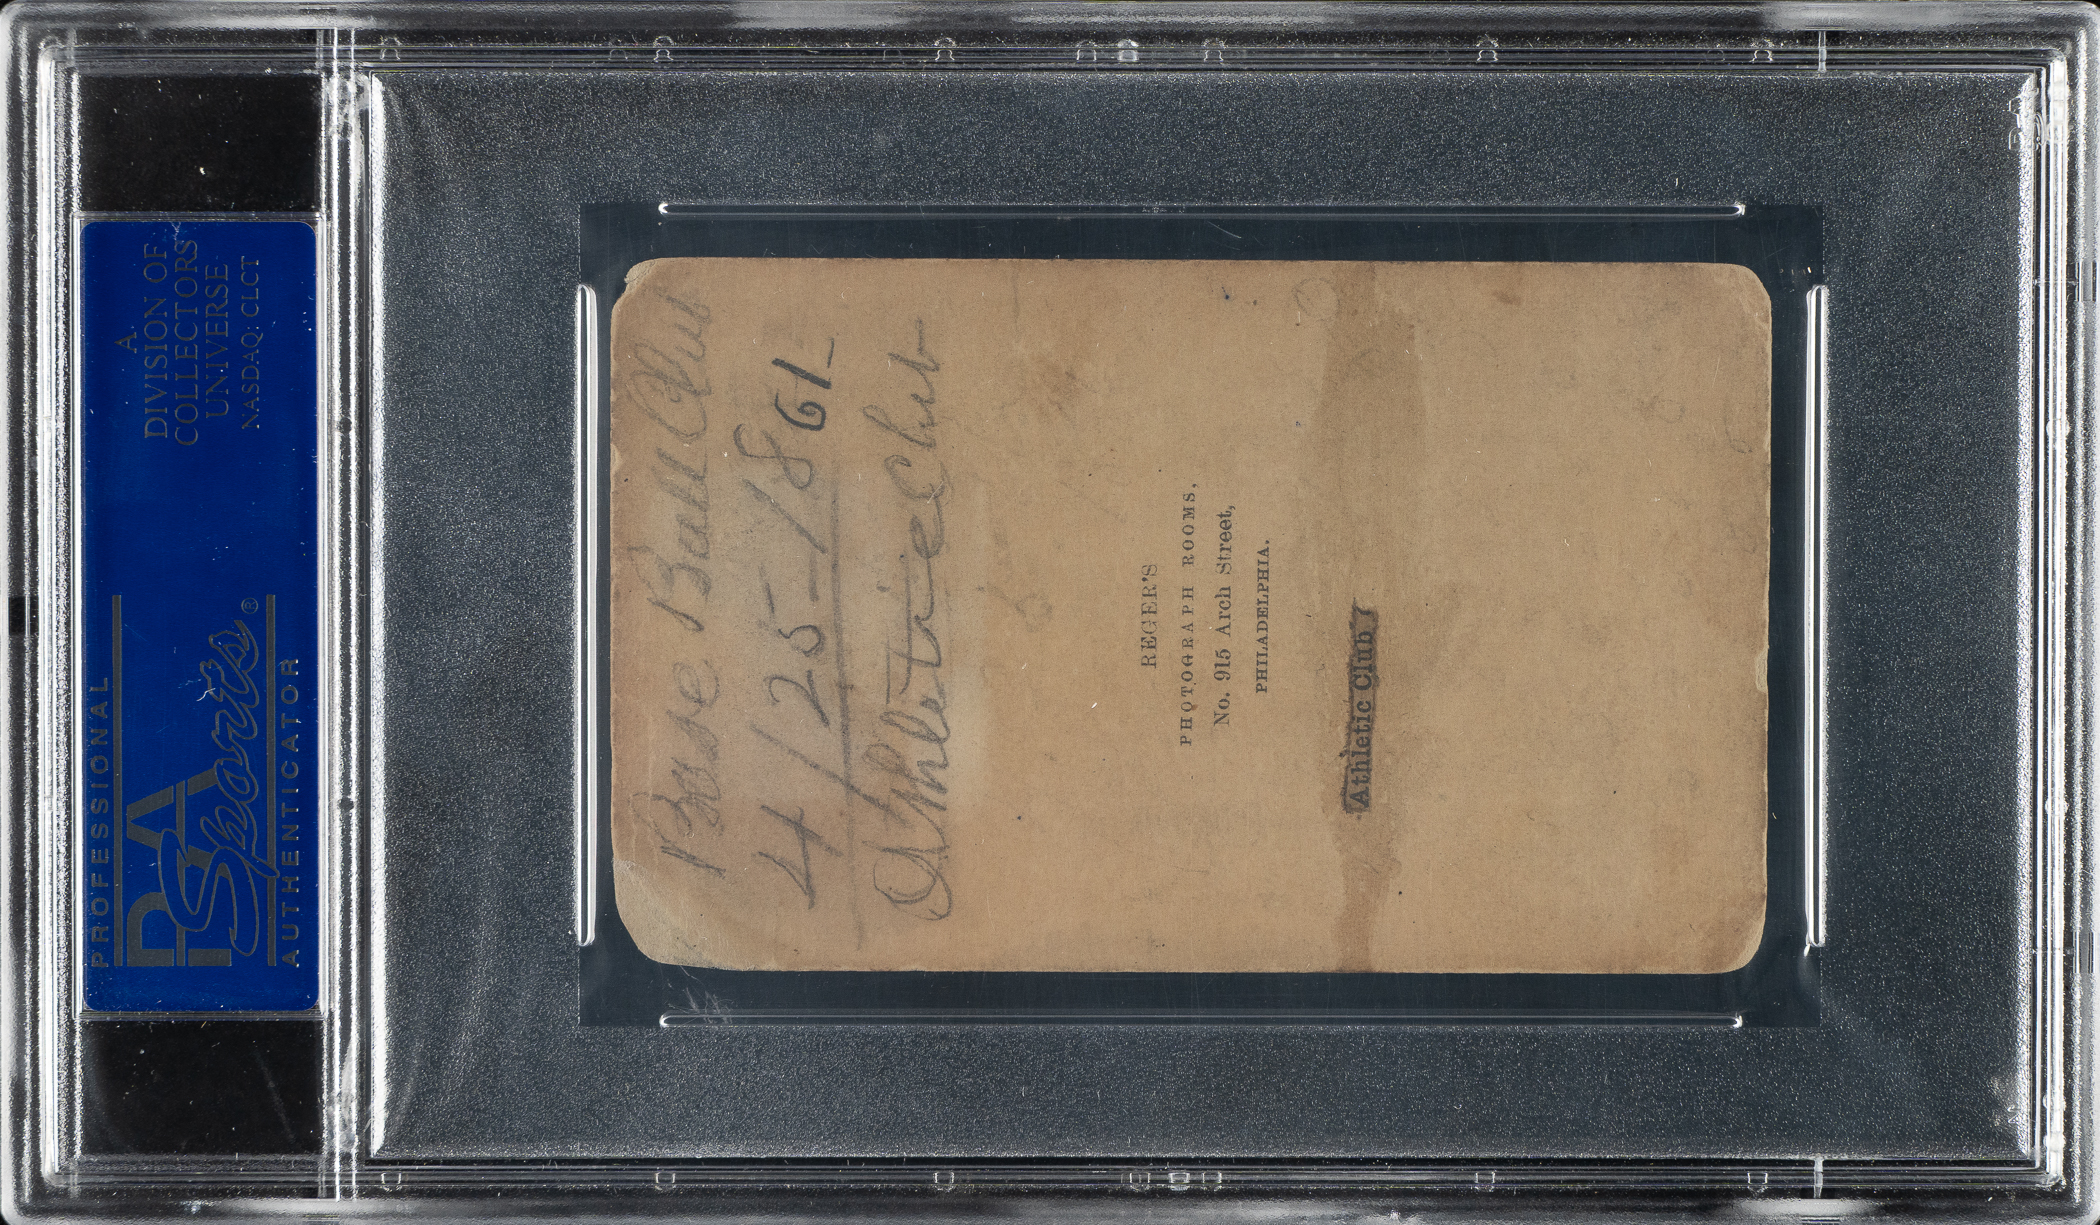 A
DIVISION OF
COLLECTORS
UNIVERSE
NASDAQ: CLCT
PROFESSIONAL
PSA
Sports®
AUTHENTICATOR
Base Ball Club
4/25-1861-
Athletic Club
REGER'S
PHOTOGRAPH ROOMS,
No. 915 Arch Street,
PHILADELPHIA.
Athletic Club